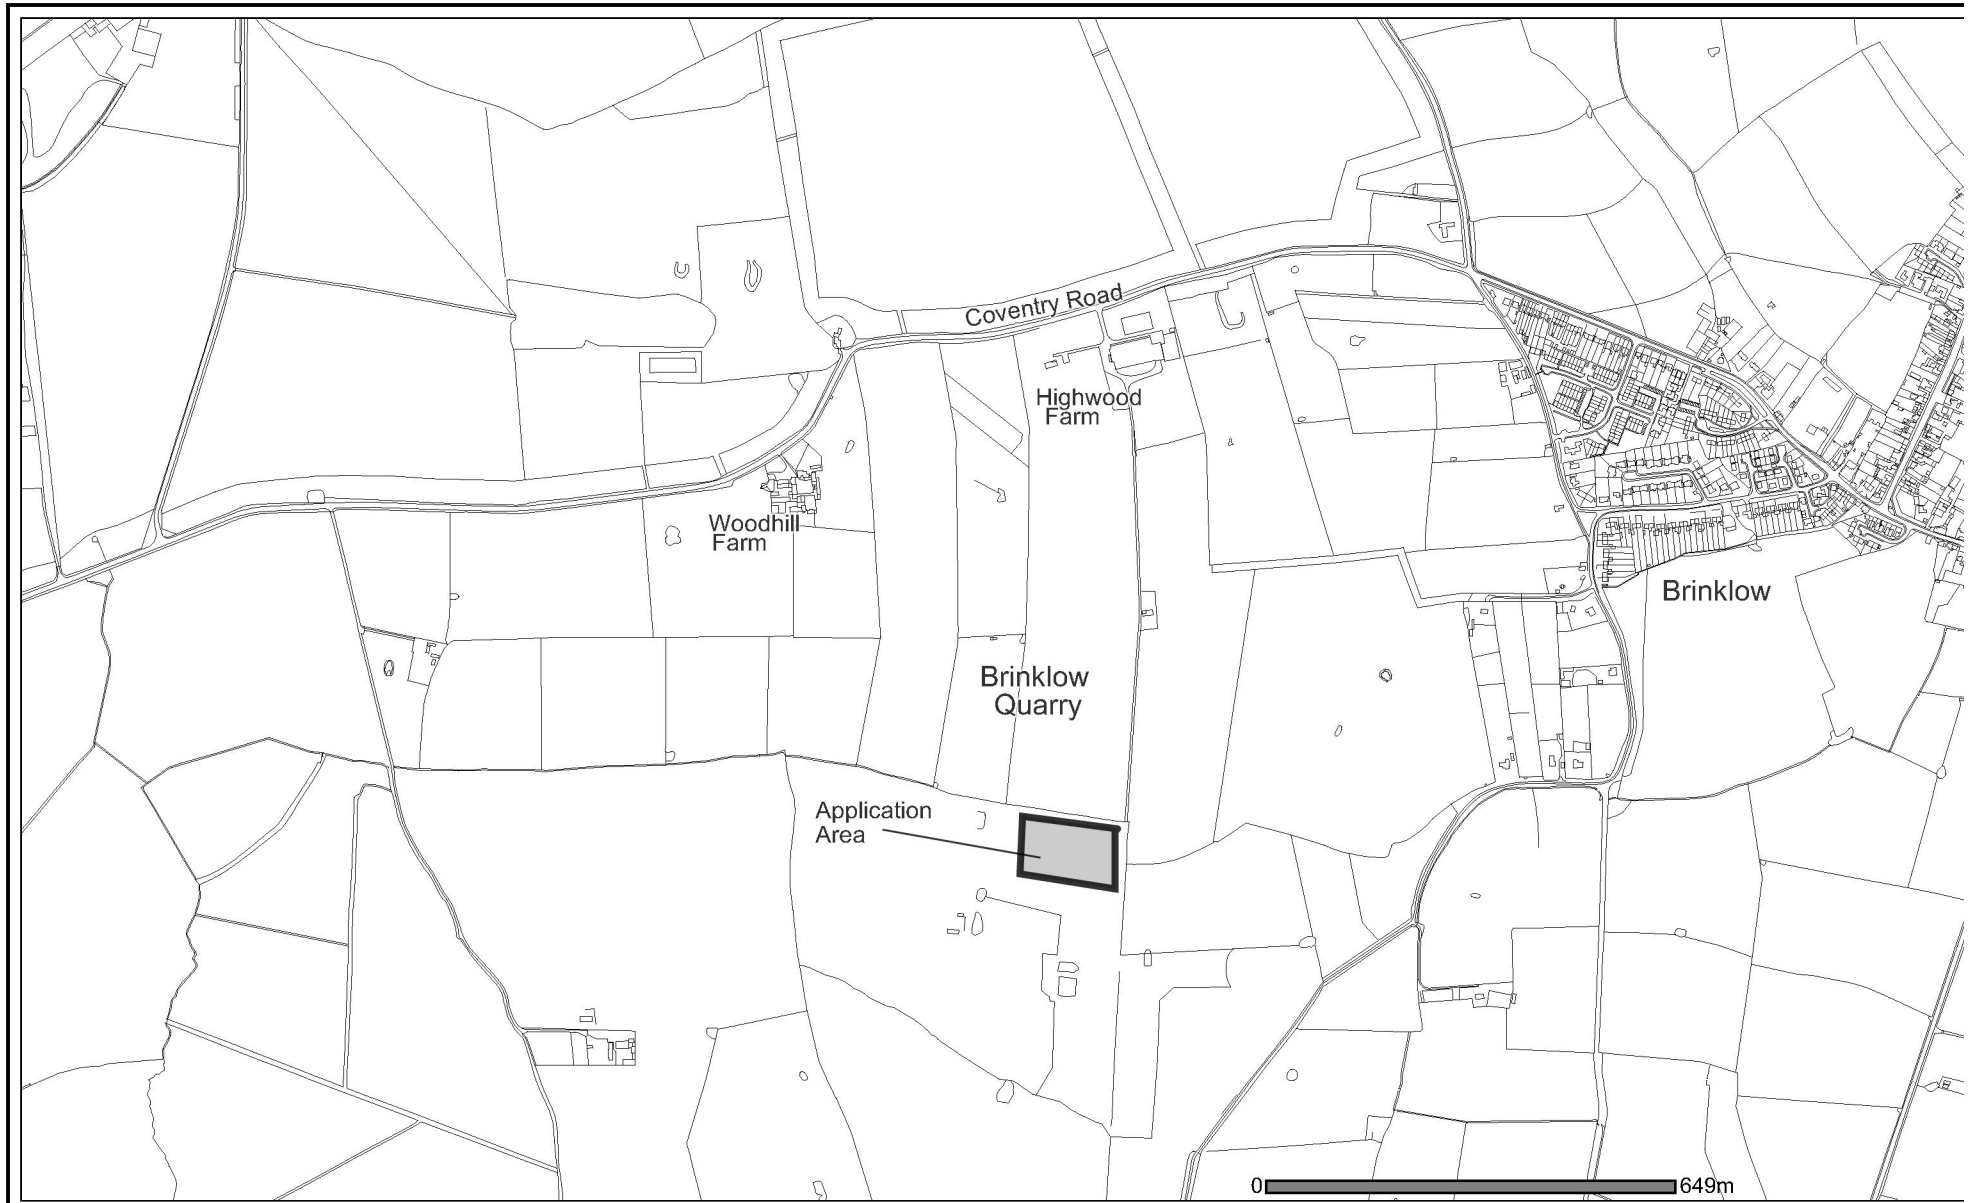 Coventry Road
Highwood
Farm
Woodhill
Farm
Brinklow
Brinklow
Quarry
Application
Area
0 649m